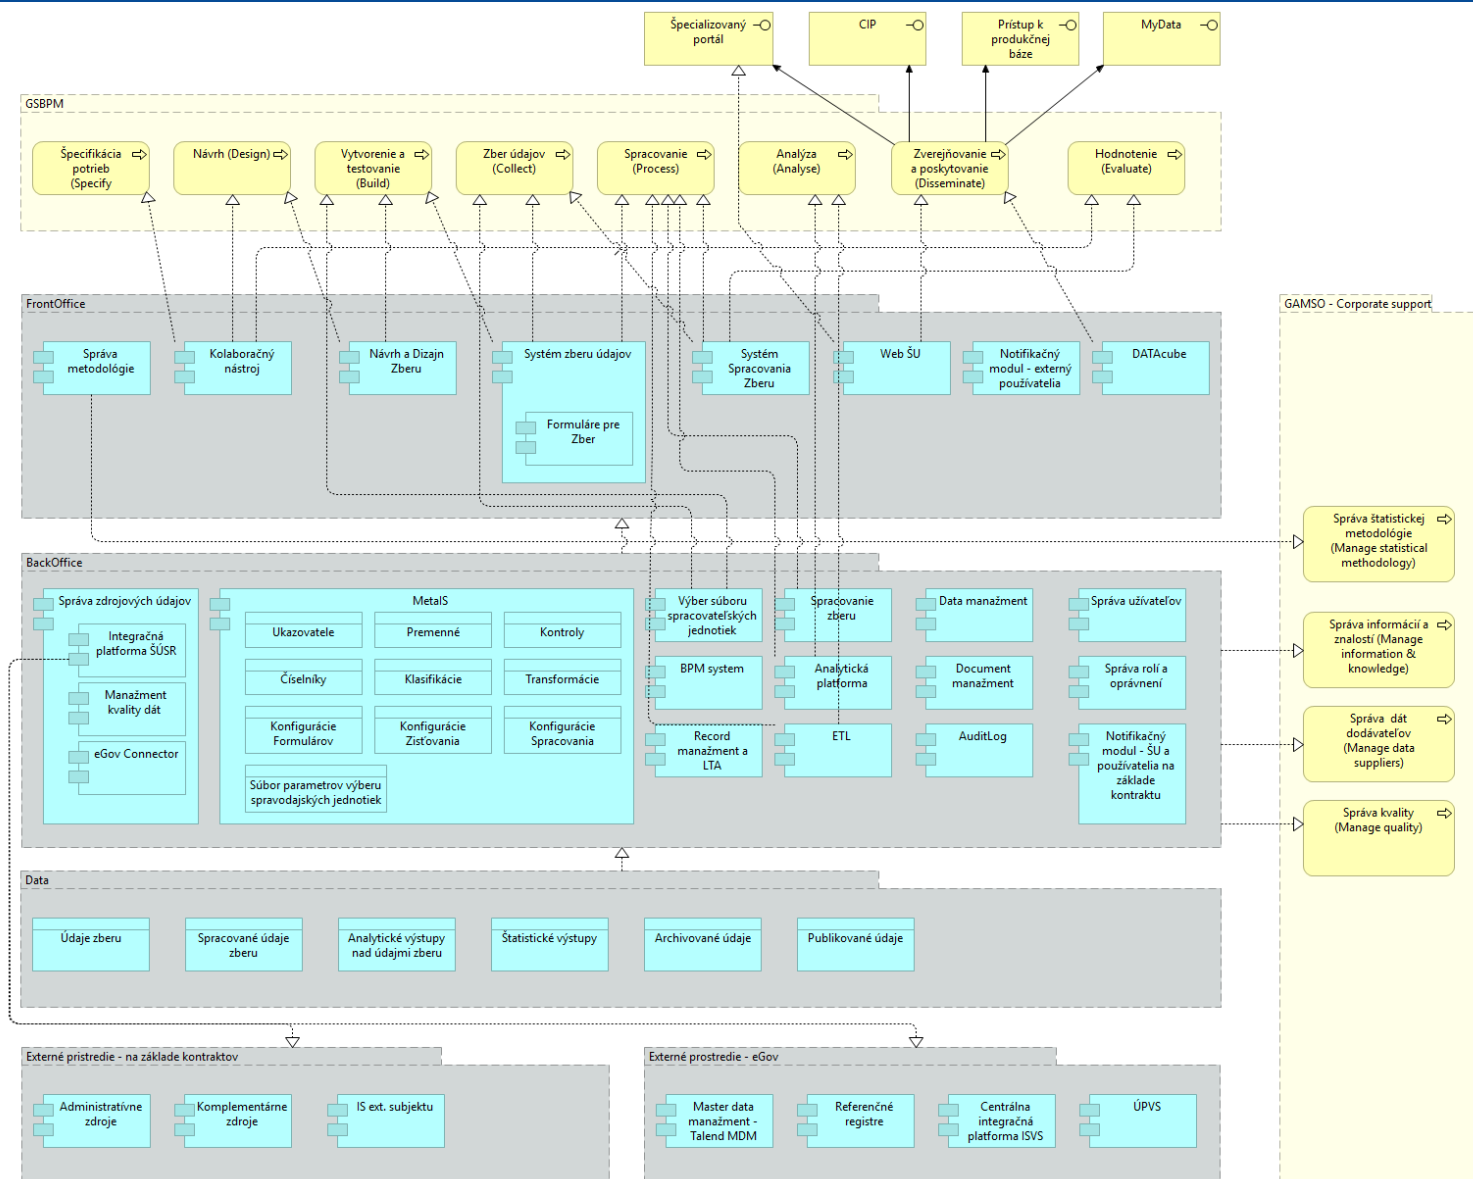 Špecializovaný
portál
CIP
Prístup k
produkčnej
báze
MyData
GSBPM
Špecifikácia
potrieb
(Specify
Návrh (Design)
Vytvorenie a
testovanie
(Build)
Zber údajov
(Collect)
Spracovanie
(Process)
Analýza
(Analyse)
Zverejňovanie
a poskytovanie
(Disseminate)
Hodnotenie
(Evaluate)
FrontOffice
Správa
metodológie
Kolaboračný
nástroj
Návrh a Dizajn
Zberu
Systém zberu údajov
Formuláre pre
Zber
Systém
Spracovania
Zberu
Web ŠU
Notifikačný
modul - externý
používatelia
DATAcube
GAMSO - Corporate support
Správa štatistickej
metodológie
(Manage statistical
methodology)
Správa informácií a
znalostí (Manage
information &
knowledge)
Správa  dát
dodávateľov
(Manage data
suppliers)
Správa kvality
(Manage quality)
BackOffice
Správa zdrojových údajov
Integračná
platforma ŠÚSR
Manažment
kvality dát
eGov Connector
MetaIS
Ukazovatele
Premenné
Kontroly
Číselníky
Klasifikácie
Transformácie
Konfigurácie
Formulárov
Konfigurácie
Zisťovania
Konfigurácie
Spracovania
Súbor parametrov výberu
spravodajských jednotiek
Výber súboru
spracovateľských
jednotiek
Spracovanie
zberu
Data manažment
Správa užívateľov
BPM system
Analytická
platforma
Document
manažment
Správa rolí a
oprávnení
Record
manažment a
LTA
ETL
AuditLog
Notifikačný
modul - ŠU a
používatelia na
základe
kontraktu
Data
Údaje zberu
Spracované údaje
zberu
Analytické výstupy
nad údajmi zberu
Štatistické výstupy
Archivované údaje
Publikované údaje
Externé pristredie - na základe kontraktov
Administratívne
zdroje
Komplementárne
zdroje
IS ext. subjektu
Externé prostredie - eGov
Master data
manažment -
Talend MDM
Referenčné
registre
Centrálna
integračná
platforma ISVS
ÚPVS